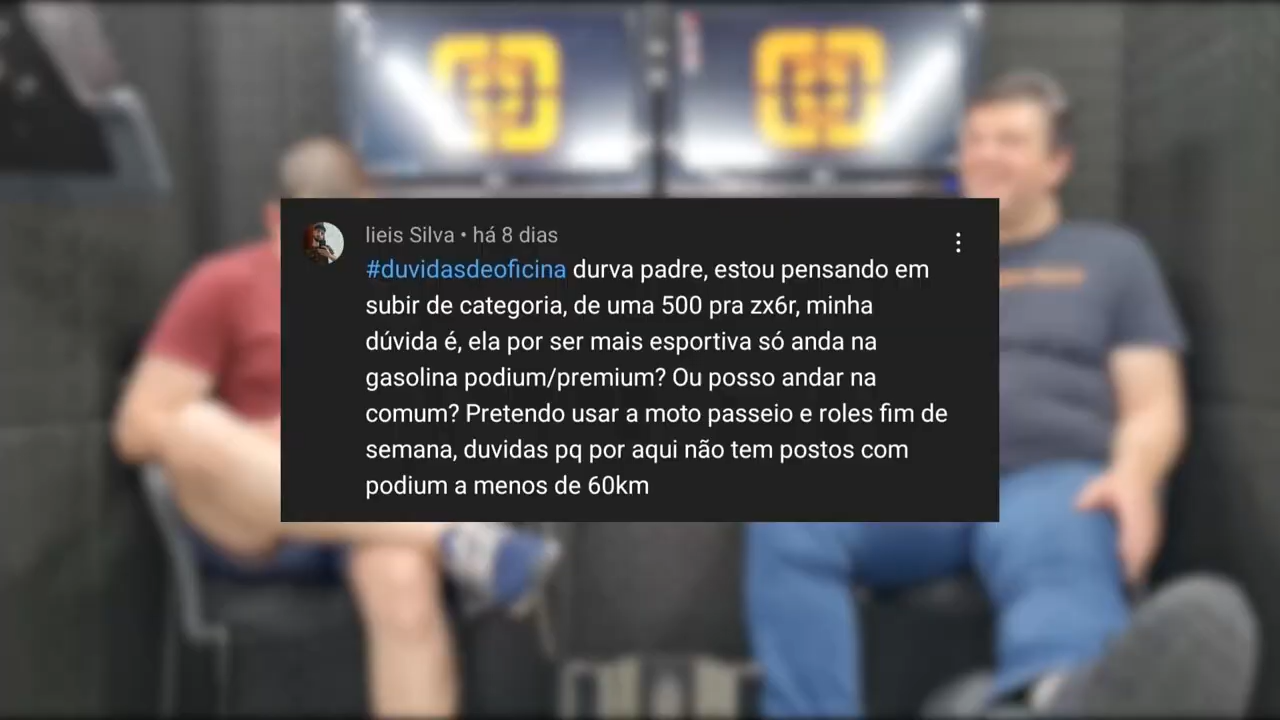 lieis Silva • há 8 dias
#duvidasdeoficina durva padre, estou pensando em
subir de categoria, de uma 500 pra zx6r, minha
dúvida é, ela por ser mais esportiva só anda na
gasolina podium/premium? Ou posso andar na
comum? Pretendo usar a moto passeio e roles fim de
semana, duvidas pq por aqui não tem postos com
podium a menos de 60km